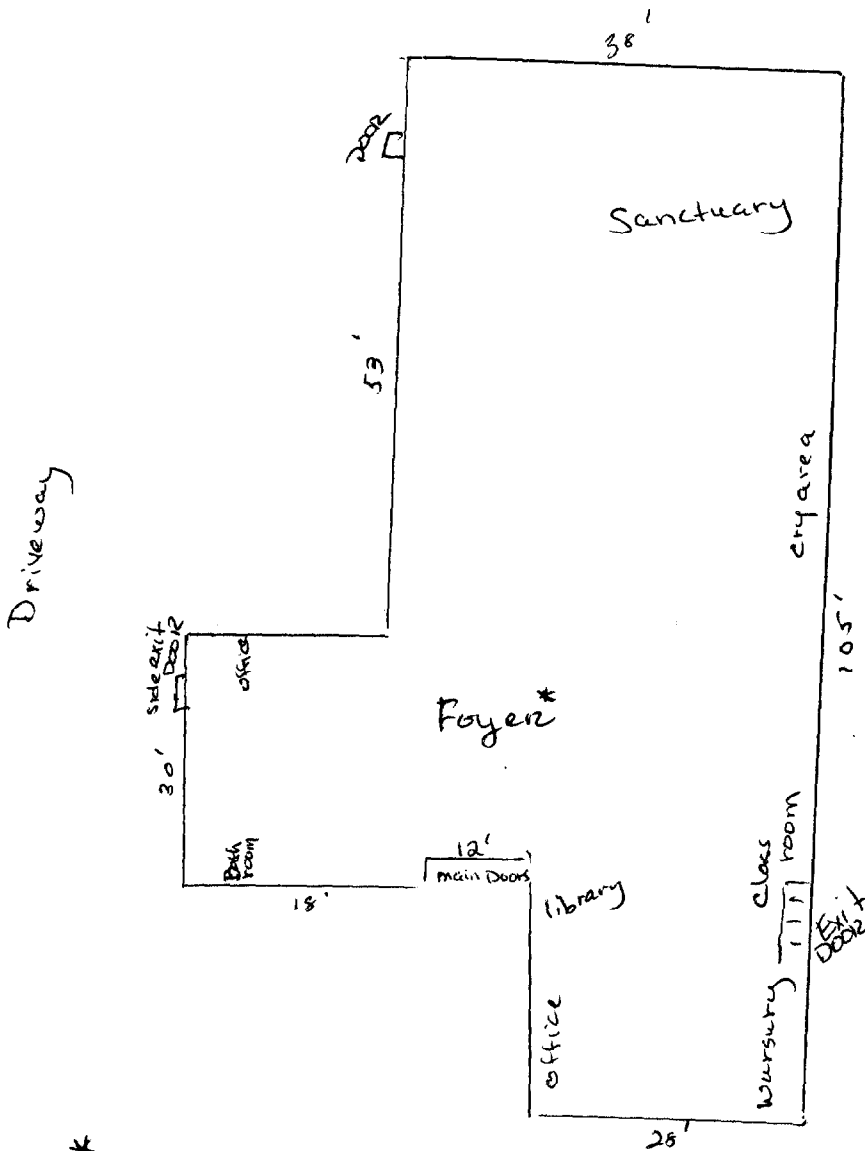 38'
DOOR
Sanctuary
53'
Driveway
cry area
side exit
DOOR
office
105'
Foyer*
30'
Bath
room
12'
main Doors
18'
library
Class
room
Exit
DOOR
office
Nursury
28'
*